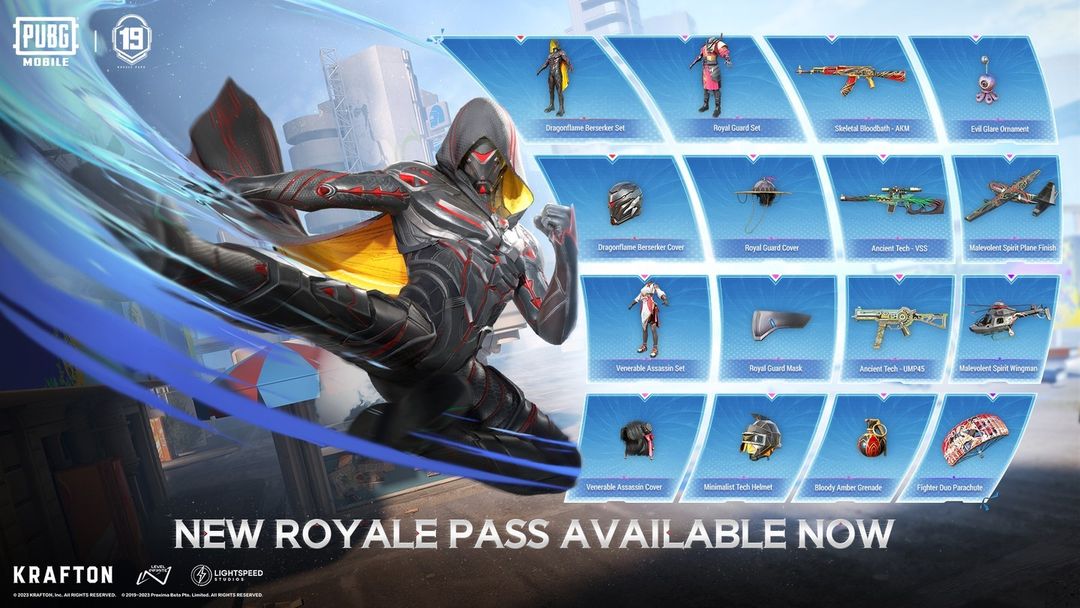 PUBG
MOBILE
19
ROYALE PASS
Dragonflame Berserker Set
Royal Guard Set
Skeletal Bloodbath - AKM
Evil Glare Ornament
Dragonflame Berserker Cover
Royal Guard Cover
Ancient Tech - VSS
Malevolent Spirit Plane Finish
Venerable Assassin Set
Royal Guard Mask
Ancient Tech - UMP45
Malevolent Spirit Wingman
Venerable Assassin Cover
Minimalist Tech Helmet
Bloody Amber Grenade
Fighter Duo Parachute
NEW ROYALE PASS AVAILABLE NOW
KRAFTON
LEVEL
INFINITE
LIGHTSPEED
STUDIOS
© 2023 KRAFTON, Inc. All RIGHTS RESERVED. © 2019-2023 Proxima Beta Pte. Limited. All RIGHTS RESERVED.